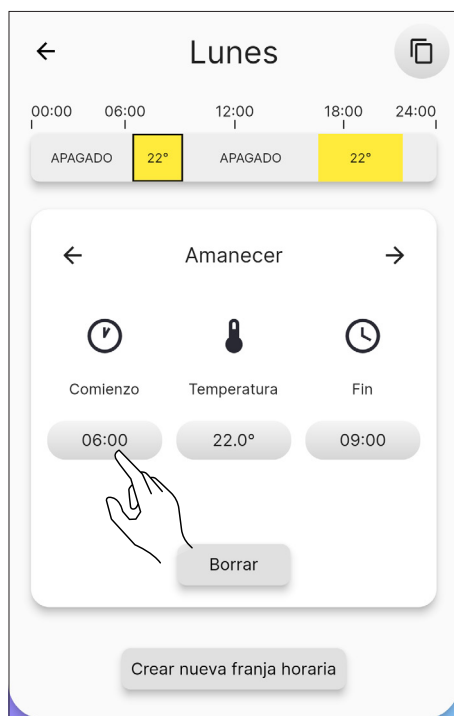 Lunes
00:00 06:00 12:00 18:00 24:00
APAGADO 22° APAGADO 22°
Amanecer
Comienzo Temperatura Fin
06:00 22.0° 09:00
Borrar
Crear nueva franja horaria